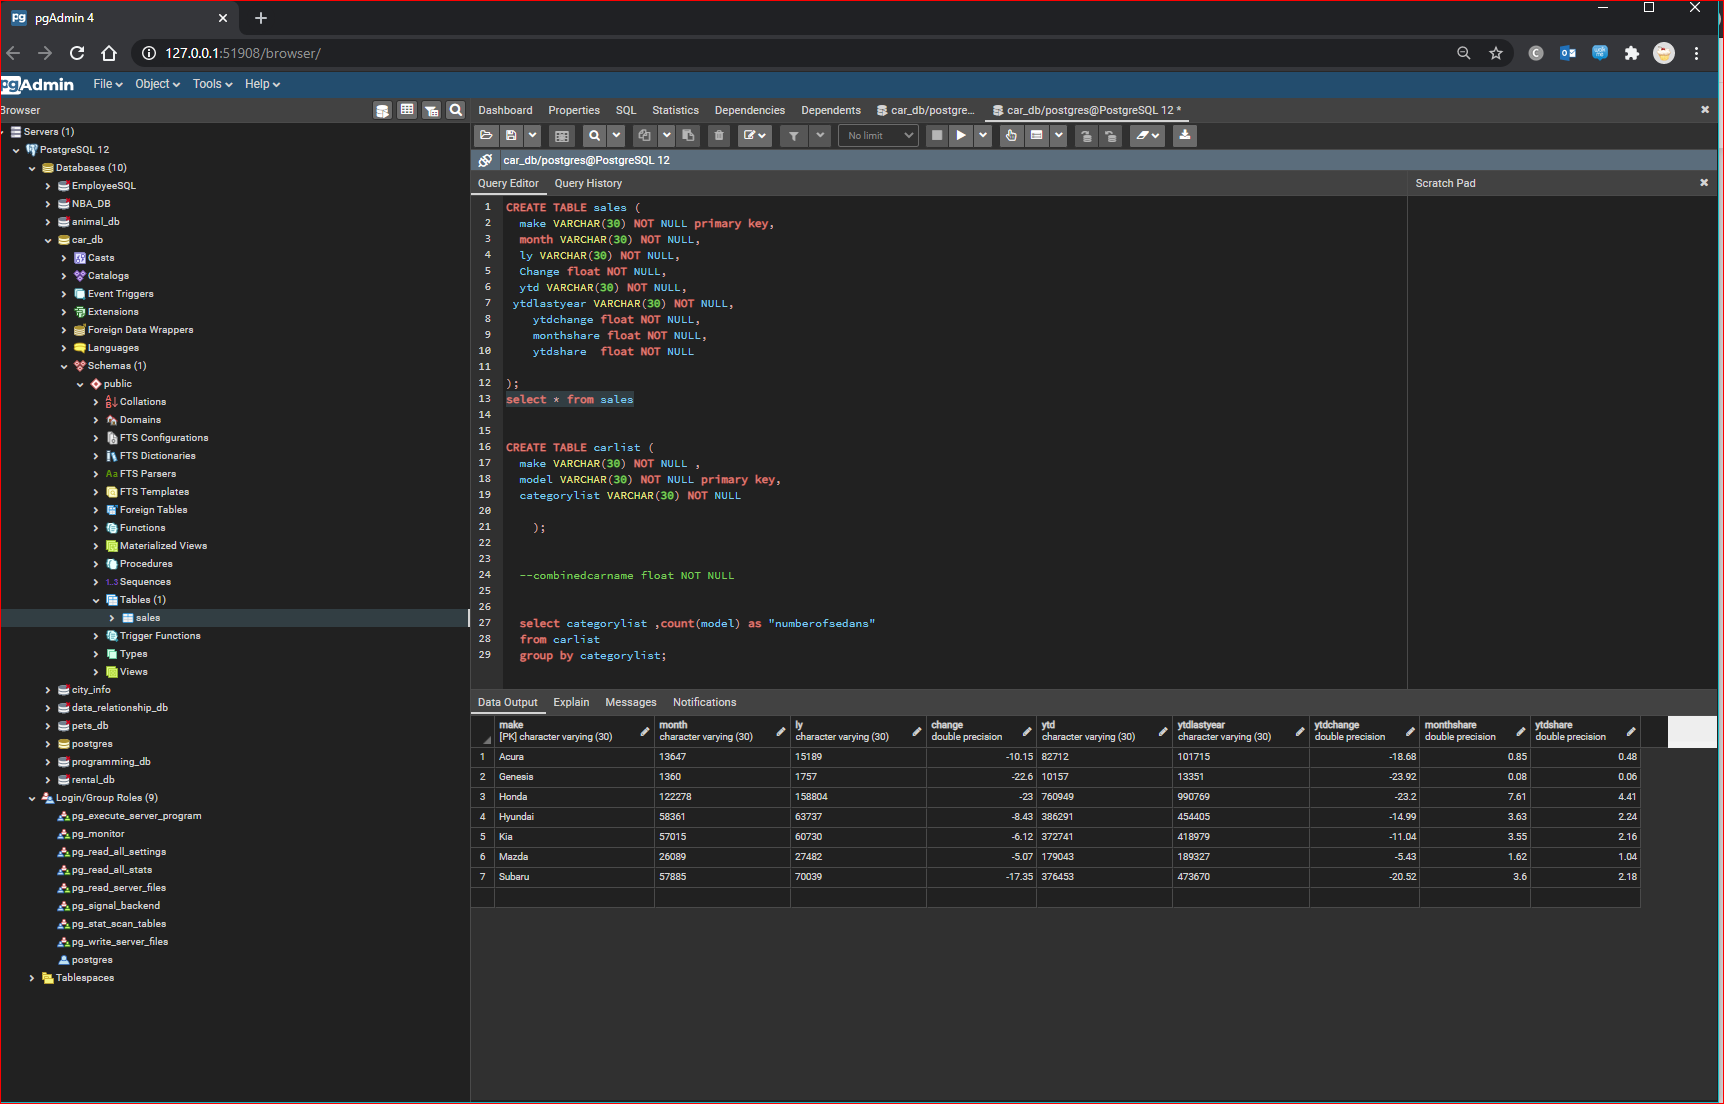 pgAdmin 4
127.0.0.1:51908/browser/
pgAdmin File Object Tools Help
Browser
Servers (1)
PostgreSQL 12
Databases (10)
EmployeeSQL
NBA_DB
animal_db
car_db
Casts
Catalogs
Event Triggers
Extensions
Foreign Data Wrappers
Languages
Schemas (1)
public
Collations
Domains
FTS Configurations
FTS Dictionaries
FTS Parsers
FTS Templates
Foreign Tables
Functions
Materialized Views
Procedures
Sequences
Tables (1)
sales
Trigger Functions
Types
Views
city_info
data_relationship_db
pets_db
postgres
programming_db
rental_db
Login/Group Roles (9)
pg_execute_server_program
pg_monitor
pg_read_all_settings
pg_read_all_stats
pg_read_server_files
pg_signal_backend
pg_stat_scan_tables
pg_write_server_files
postgres
Tablespaces
Dashboard Properties SQL Statistics Dependencies Dependents car_db/postgre... car_db/postgres@PostgreSQL 12 *
No limit
car_db/postgres@PostgreSQL 12
Query Editor Query History Scratch Pad
1 CREATE TABLE sales (
2 make VARCHAR(30) NOT NULL primary key,
3 month VARCHAR(30) NOT NULL,
4 ly VARCHAR(30) NOT NULL,
5 Change float NOT NULL,
6 ytd VARCHAR(30) NOT NULL,
7 ytdlastyear VARCHAR(30) NOT NULL,
8 ytdchange float NOT NULL,
9 monthshare float NOT NULL,
10 ytdshare float NOT NULL
11
12 );
13 select * from sales
14
15
16 CREATE TABLE carlist (
17 make VARCHAR(30) NOT NULL ,
18 model VARCHAR(30) NOT NULL primary key,
19 categorylist VARCHAR(30) NOT NULL
20
21 );
22
23
24 --combinedcarname float NOT NULL
25
26
27 select categorylist ,count(model) as "numberofsedans"
28 from carlist
29 group by categorylist;
Data Output Explain Messages Notifications
make month ly change ytd ytdlastyear ytdchange monthshare ytdshare
[PK] character varying (30) character varying (30) character varying (30) double precision character varying (30) character varying (30) double precision double precision double precision
1 Acura 13647 15189 -10.15 82712 101715 -18.68 0.85 0.48
2 Genesis 1360 1757 -22.6 10157 13351 -23.92 0.08 0.06
3 Honda 122278 158804 -23 760949 990769 -23.2 7.61 4.41
4 Hyundai 58361 63737 -8.43 386291 454405 -14.99 3.63 2.24
5 Kia 57015 60730 -6.12 372741 418979 -11.04 3.55 2.16
6 Mazda 26089 27482 -5.07 179043 189327 -5.43 1.62 1.04
7 Subaru 57885 70039 -17.35 376453 473670 -20.52 3.6 2.18